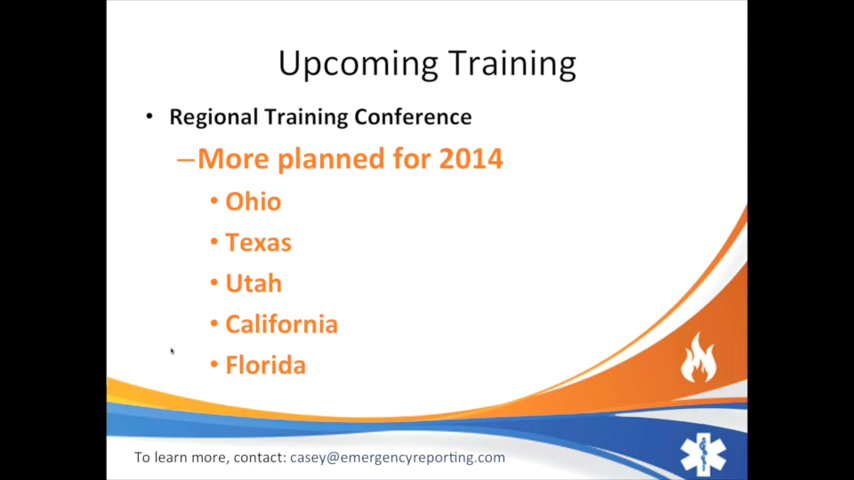 Upcoming Training
• Regional Training Conference
–More planned for 2014
• Ohio
• Texas
• Utah
• California
• Florida
To learn more, contact: casey@emergencyreporting.com